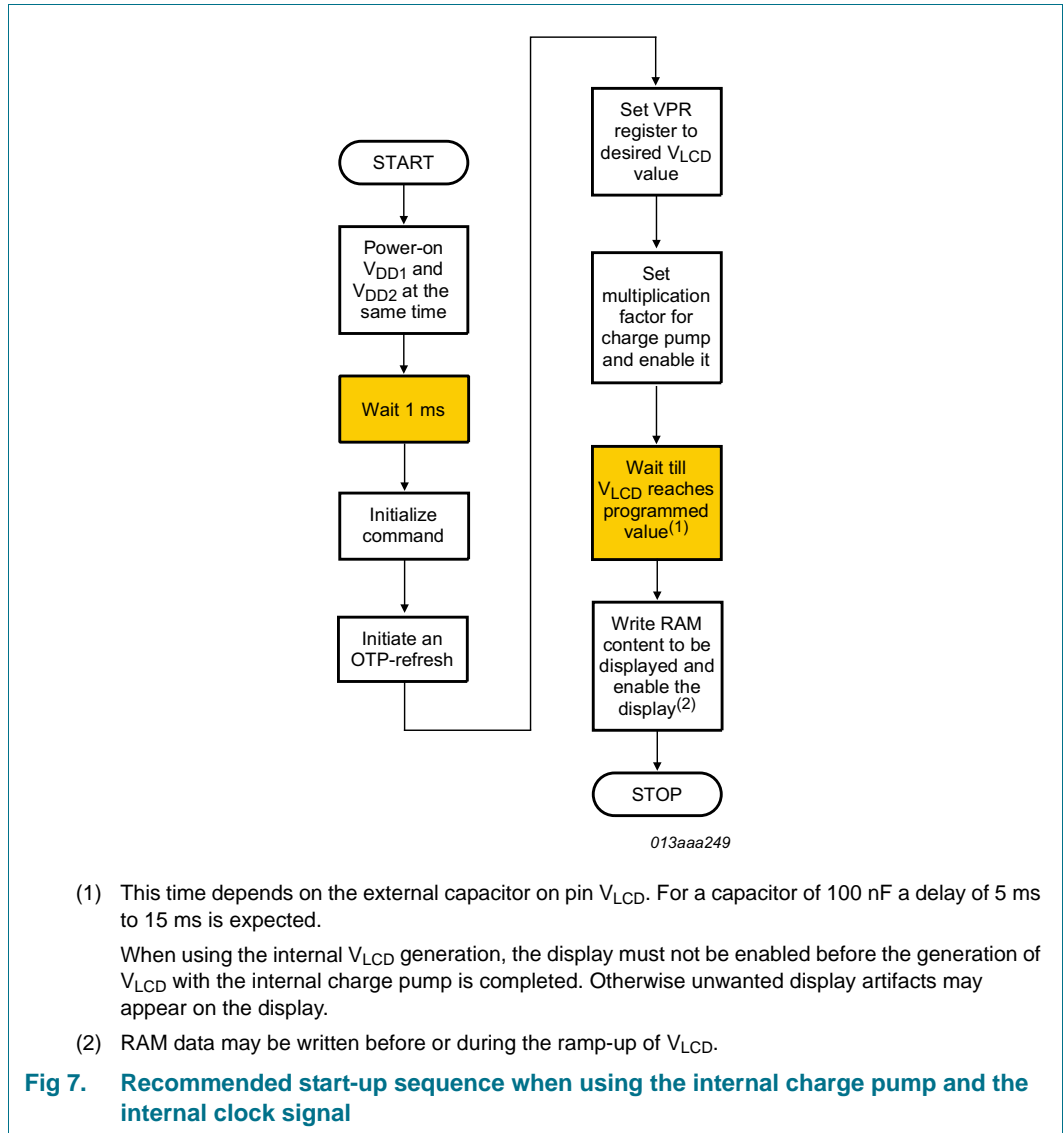 START
Power-on
VDD1 and
VDD2 at the
same time
Wait 1 ms
Initialize
command
Initiate an
OTP-refresh
Set VPR
register to
desired VLCD
value
Set
multiplication
factor for
charge pump
and enable it
Wait till
VLCD reaches
programmed
value(1)
Write RAM
content to be
displayed and
enable the
display(2)
STOP
013aaa249
(1) This time depends on the external capacitor on pin VLCD. For a capacitor of 100 nF a delay of 5 ms
to 15 ms is expected.
When using the internal VLCD generation, the display must not be enabled before the generation of
VLCD with the internal charge pump is completed. Otherwise unwanted display artifacts may
appear on the display.
(2) RAM data may be written before or during the ramp-up of VLCD.
Fig 7. Recommended start-up sequence when using the internal charge pump and the
internal clock signal